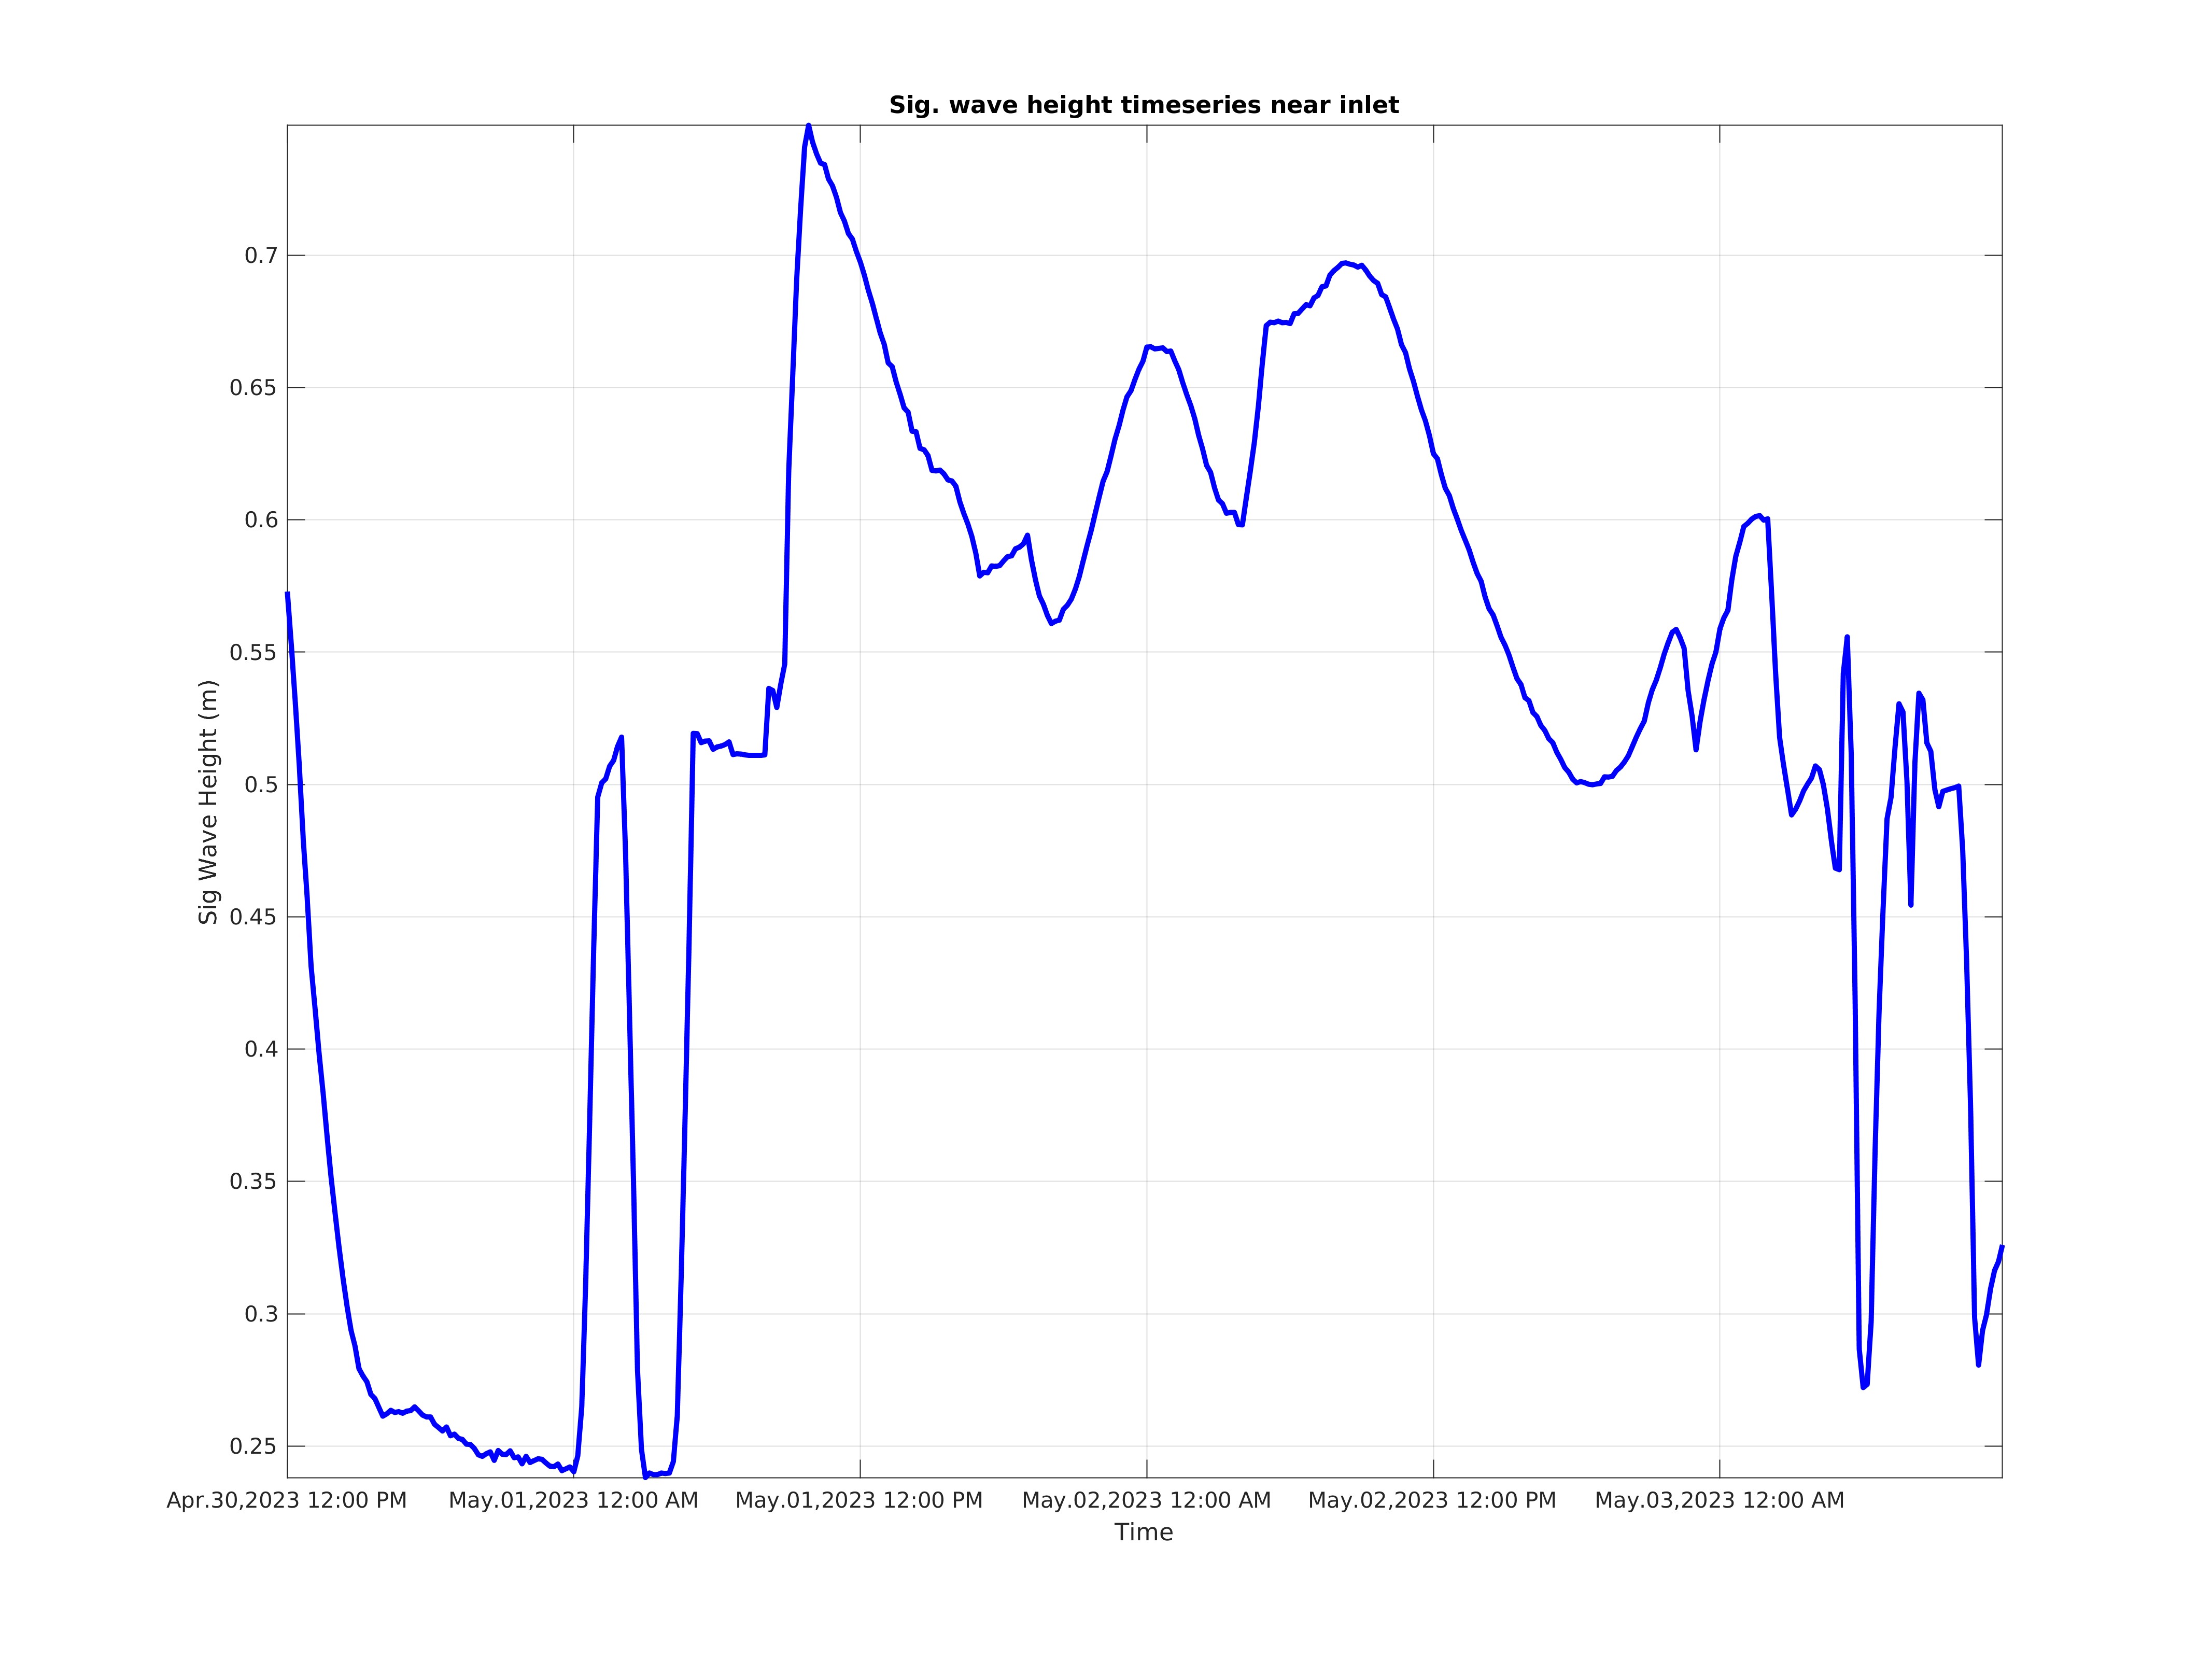 Sig. wave height timeseries near inlet
0.7
0.65
0.6
0.55
0.5
0.45
0.4
0.35
0.3
0.25
Sig Wave Height (m)
Apr.30,2023 12:00 PM May.01,2023 12:00 AM May.01,2023 12:00 PM May.02,2023 12:00 AM May.02,2023 12:00 PM May.03,2023 12:00 AM
Time